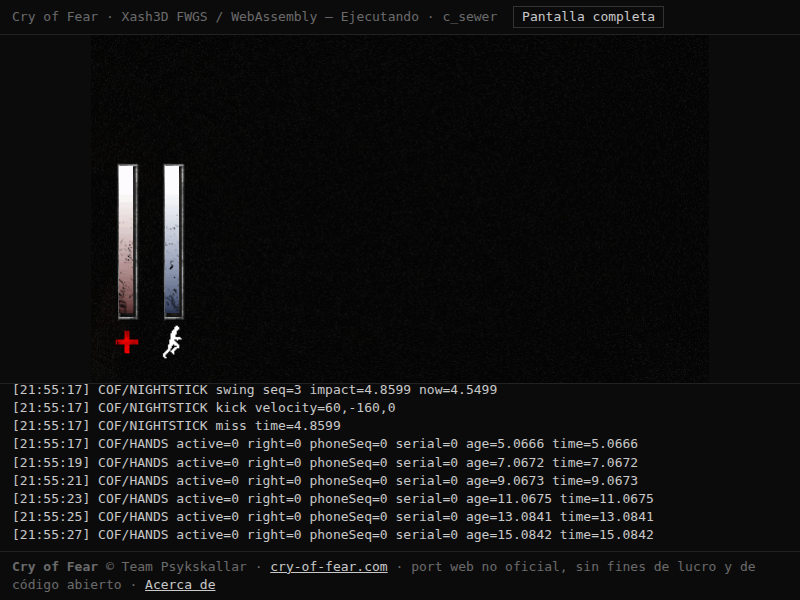 Cry of Fear · Xash3D FWGS / WebAssembly — Ejecutando · c_sewer
Pantalla completa
[21:55:17] COF/NIGHTSTICK swing seq=3 impact=4.8599 now=4.5499
[21:55:17] COF/NIGHTSTICK kick velocity=60,-160,0
[21:55:17] COF/NIGHTSTICK miss time=4.8599
[21:55:17] COF/HANDS active=0 right=0 phoneSeq=0 serial=0 age=5.0666 time=5.0666
[21:55:19] COF/HANDS active=0 right=0 phoneSeq=0 serial=0 age=7.0672 time=7.0672
[21:55:21] COF/HANDS active=0 right=0 phoneSeq=0 serial=0 age=9.0673 time=9.0673
[21:55:23] COF/HANDS active=0 right=0 phoneSeq=0 serial=0 age=11.0675 time=11.0675
[21:55:25] COF/HANDS active=0 right=0 phoneSeq=0 serial=0 age=13.0841 time=13.0841
[21:55:27] COF/HANDS active=0 right=0 phoneSeq=0 serial=0 age=15.0842 time=15.0842
Cry of Fear © Team Psykskallar · cry-of-fear.com · port web no oficial, sin fines de lucro y de
código abierto · Acerca de